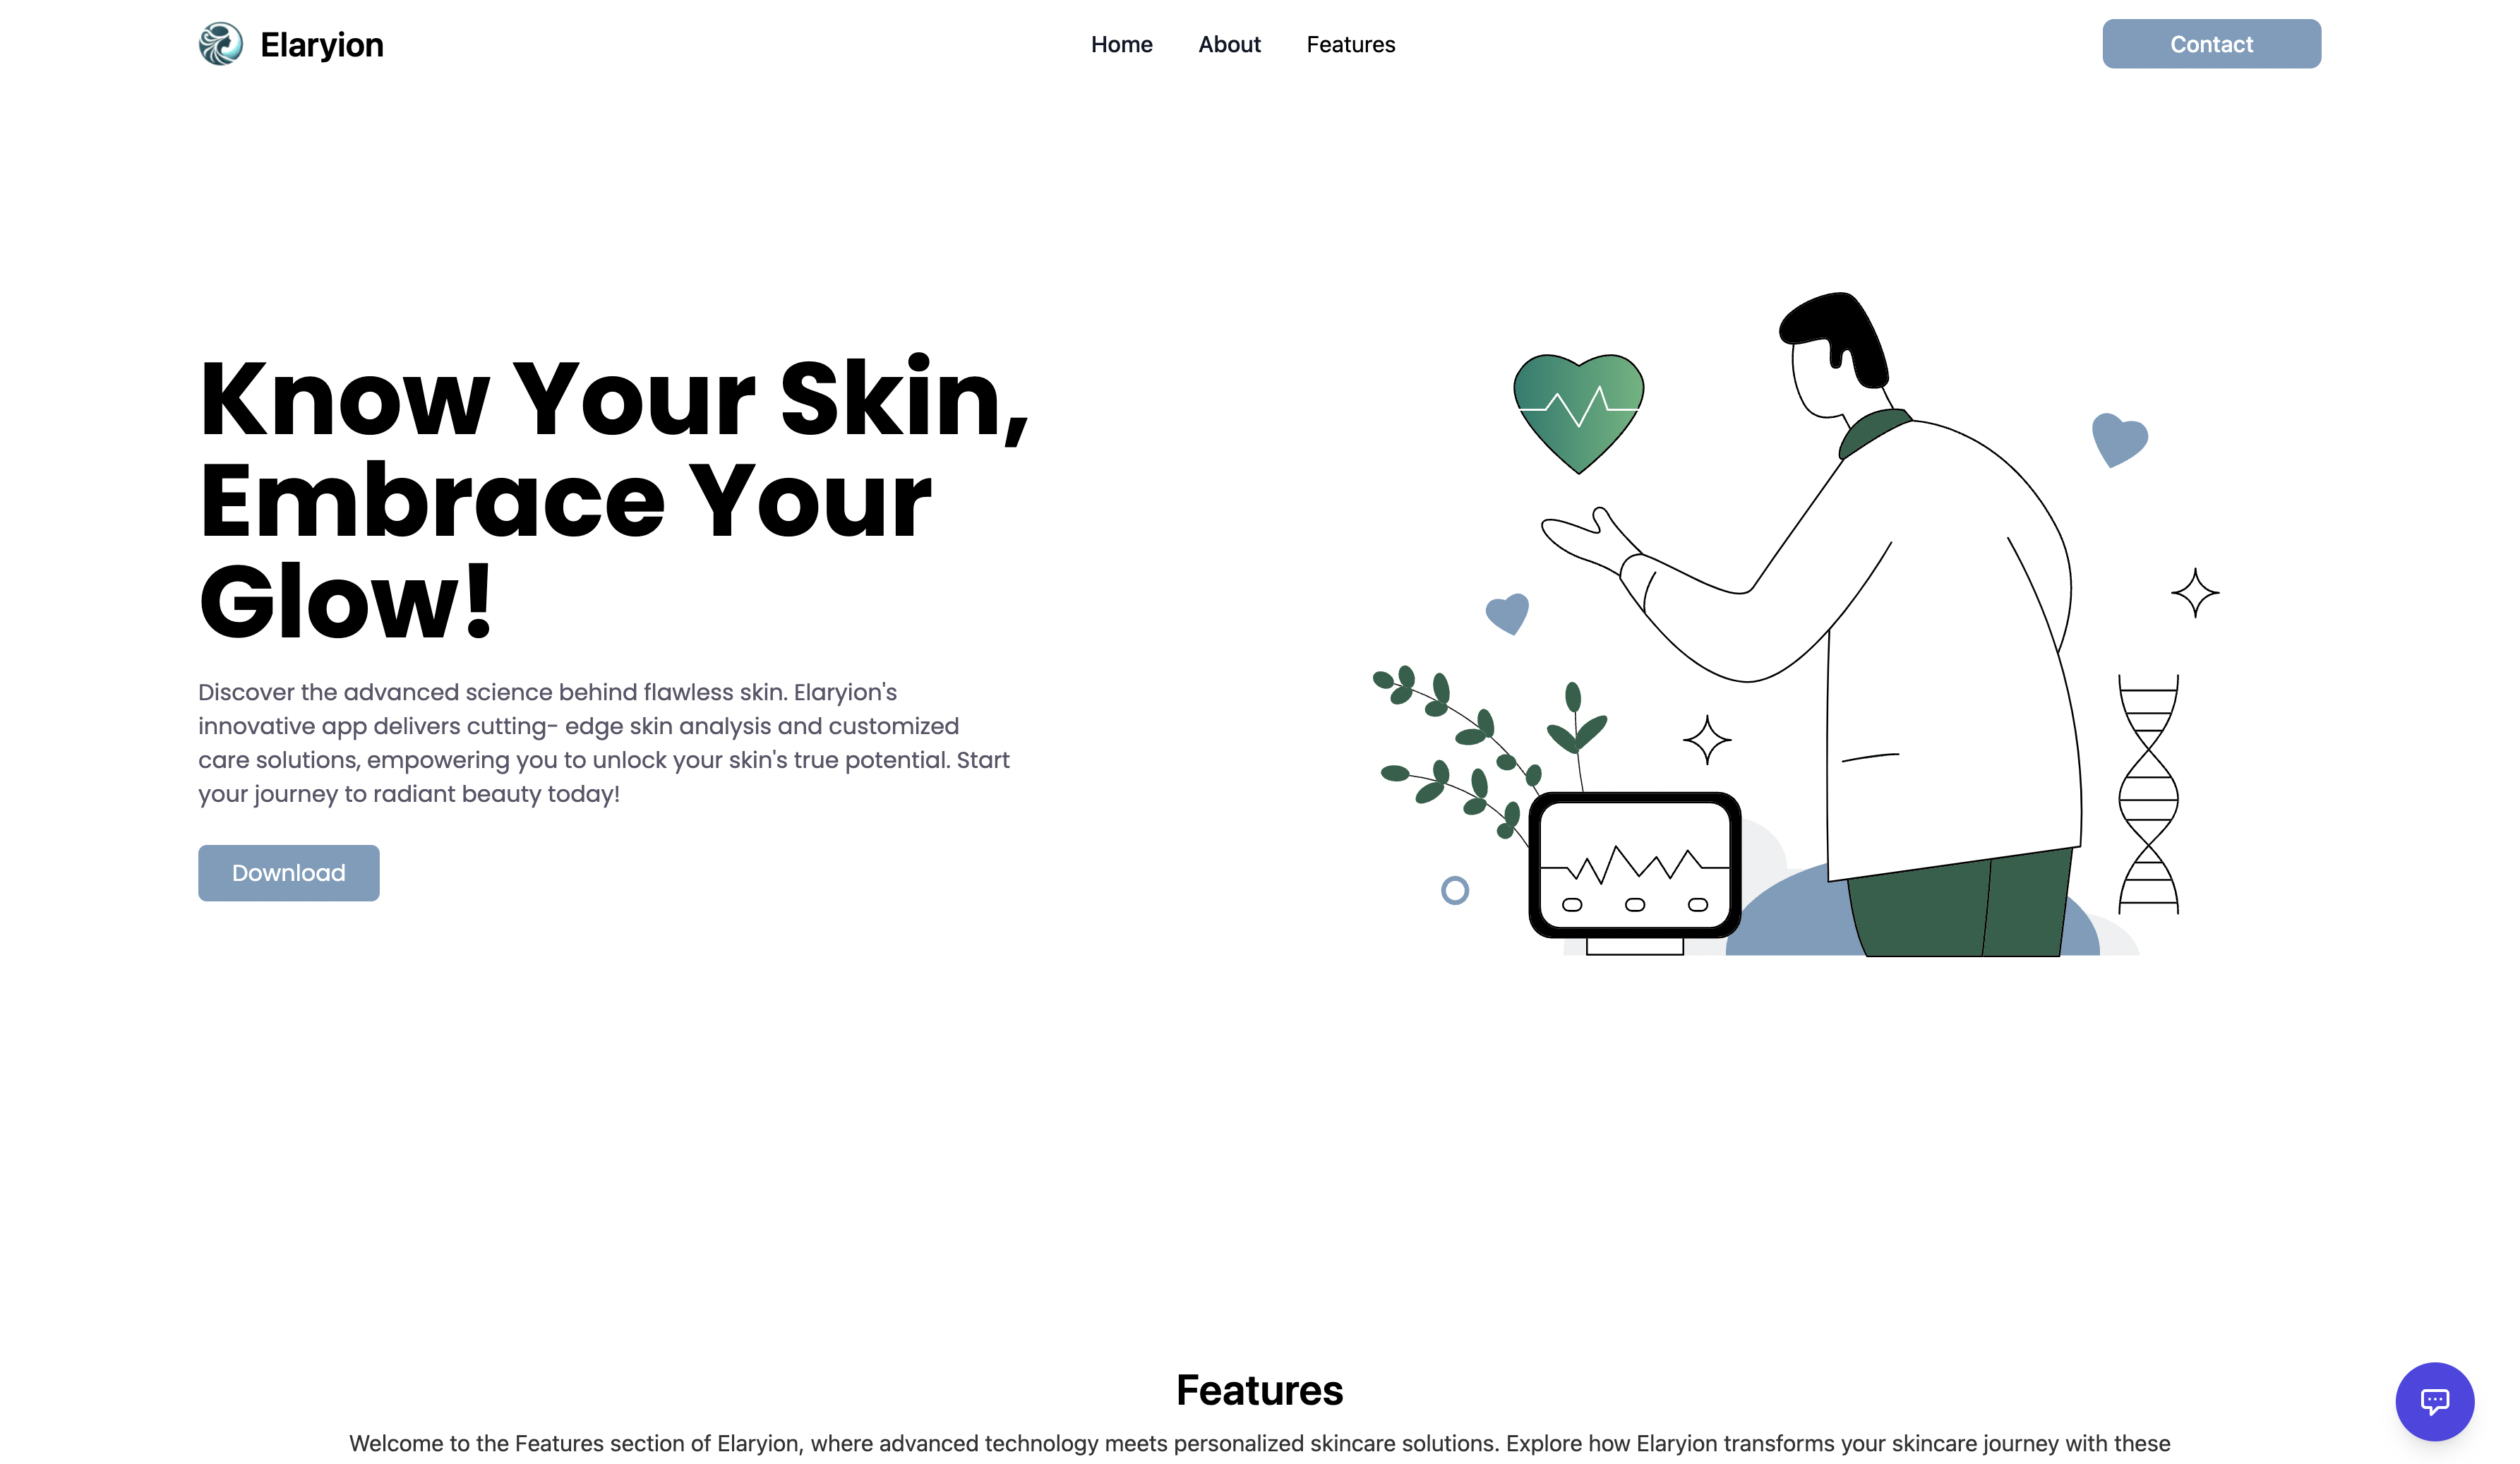 Elaryion
Home
About
Features
Contact
Know Your Skin,
Embrace Your
Glow!
Discover the advanced science behind flawless skin. Elaryion's
innovative app delivers cutting- edge skin analysis and customized
care solutions, empowering you to unlock your skin's true potential. Start
your journey to radiant beauty today!
Download
Features
Welcome to the Features section of Elaryion, where advanced technology meets personalized skincare solutions. Explore how Elaryion transforms your skincare journey with these